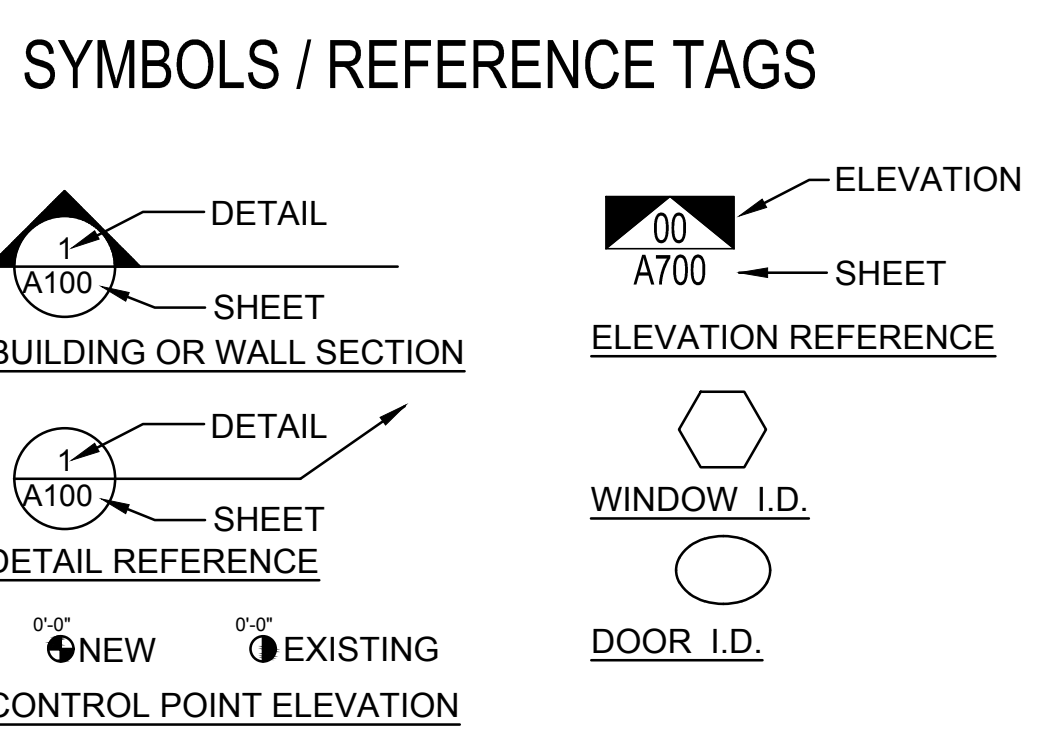 SYMBOLS / REFERENCE TAGS
DETAIL
1
A100
SHEET
BUILDING OR WALL SECTION
DETAIL
1
A100
SHEET
DETAIL REFERENCE
0'-0"
NEW
0'-0"
EXISTING
CONTROL POINT ELEVATION
ELEVATION
00
A700
SHEET
ELEVATION REFERENCE
WINDOW I.D.
DOOR I.D.